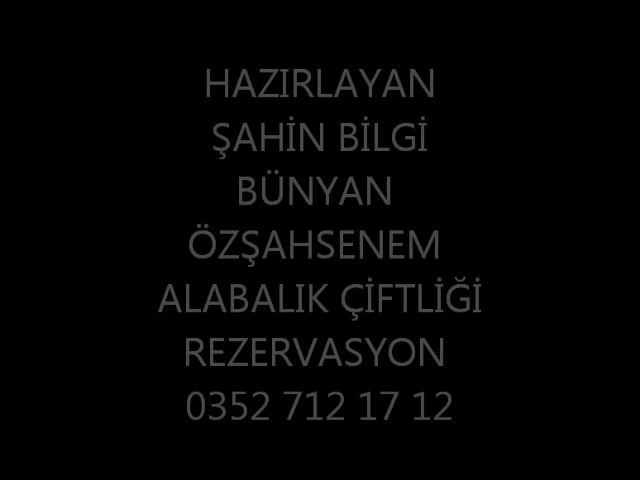 HAZIRLAYAN
ŞAHİN BİLGİ
BÜNYAN
ÖZŞAHSENEM
ALABALIK ÇİFTLİĞİ
REZERVASYON
0352 712 17 12